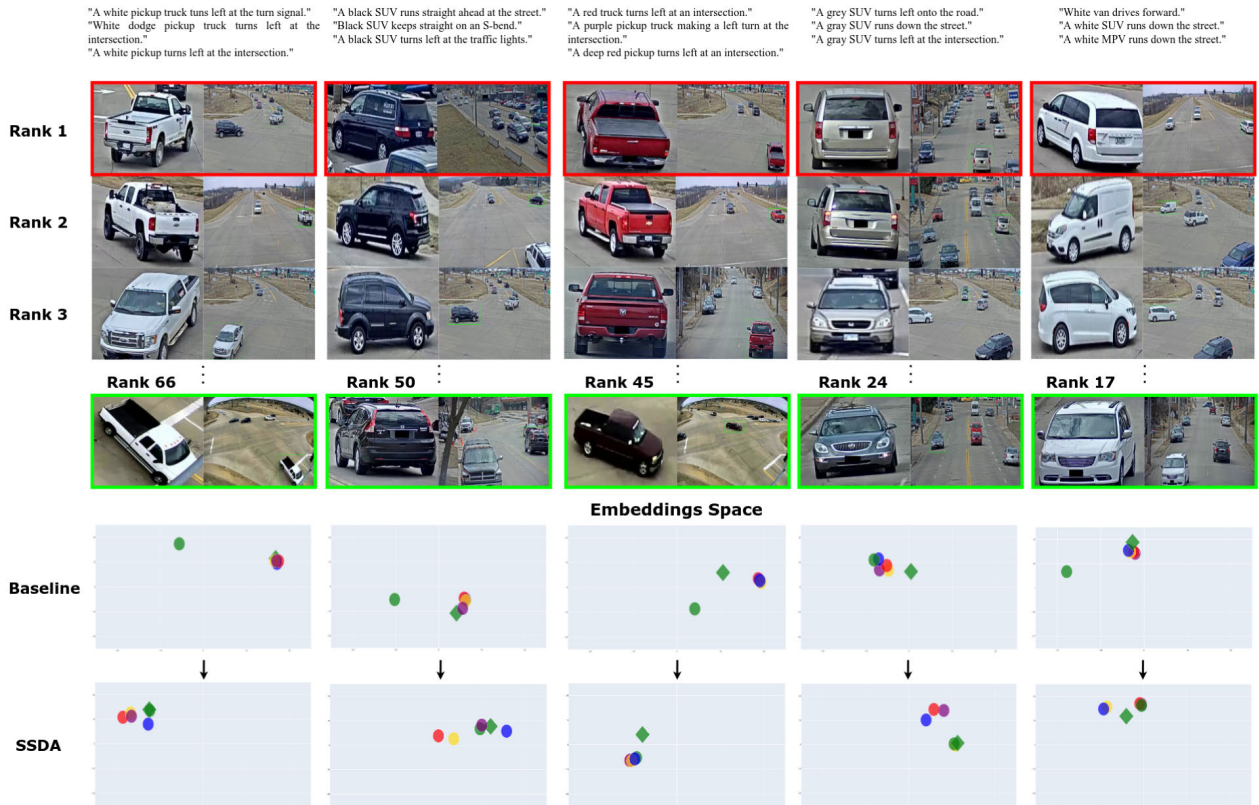 "A white pickup truck tuns left at the turn signal."
"White dodge pickup truck turns left at the
intersection."
"A white pickup turns left at the intersection."
"A black SUV runs straight ahead at the street."
"Black SUV keeps straight on an S-bend."
"A black SUV turns left at the traffic lights."
"A red truck turns left at an intersection."
"A purple pickup truck making a left turn at the
intersection."
"A deep red pickup turns left at an intersection."
"A grey SUV turns left onto the road."
"A gray SUV runs down the street."
"A gray SUV turns left at the intersection."
"White van drives forward."
"A white SUV runs down the street."
"A white MPV runs down the street."
Rank 1
Rank 2
Rank 3
Rank 66
Rank 50
Rank 45
Rank 24
Rank 17
Embeddings Space
Baseline
SSDA